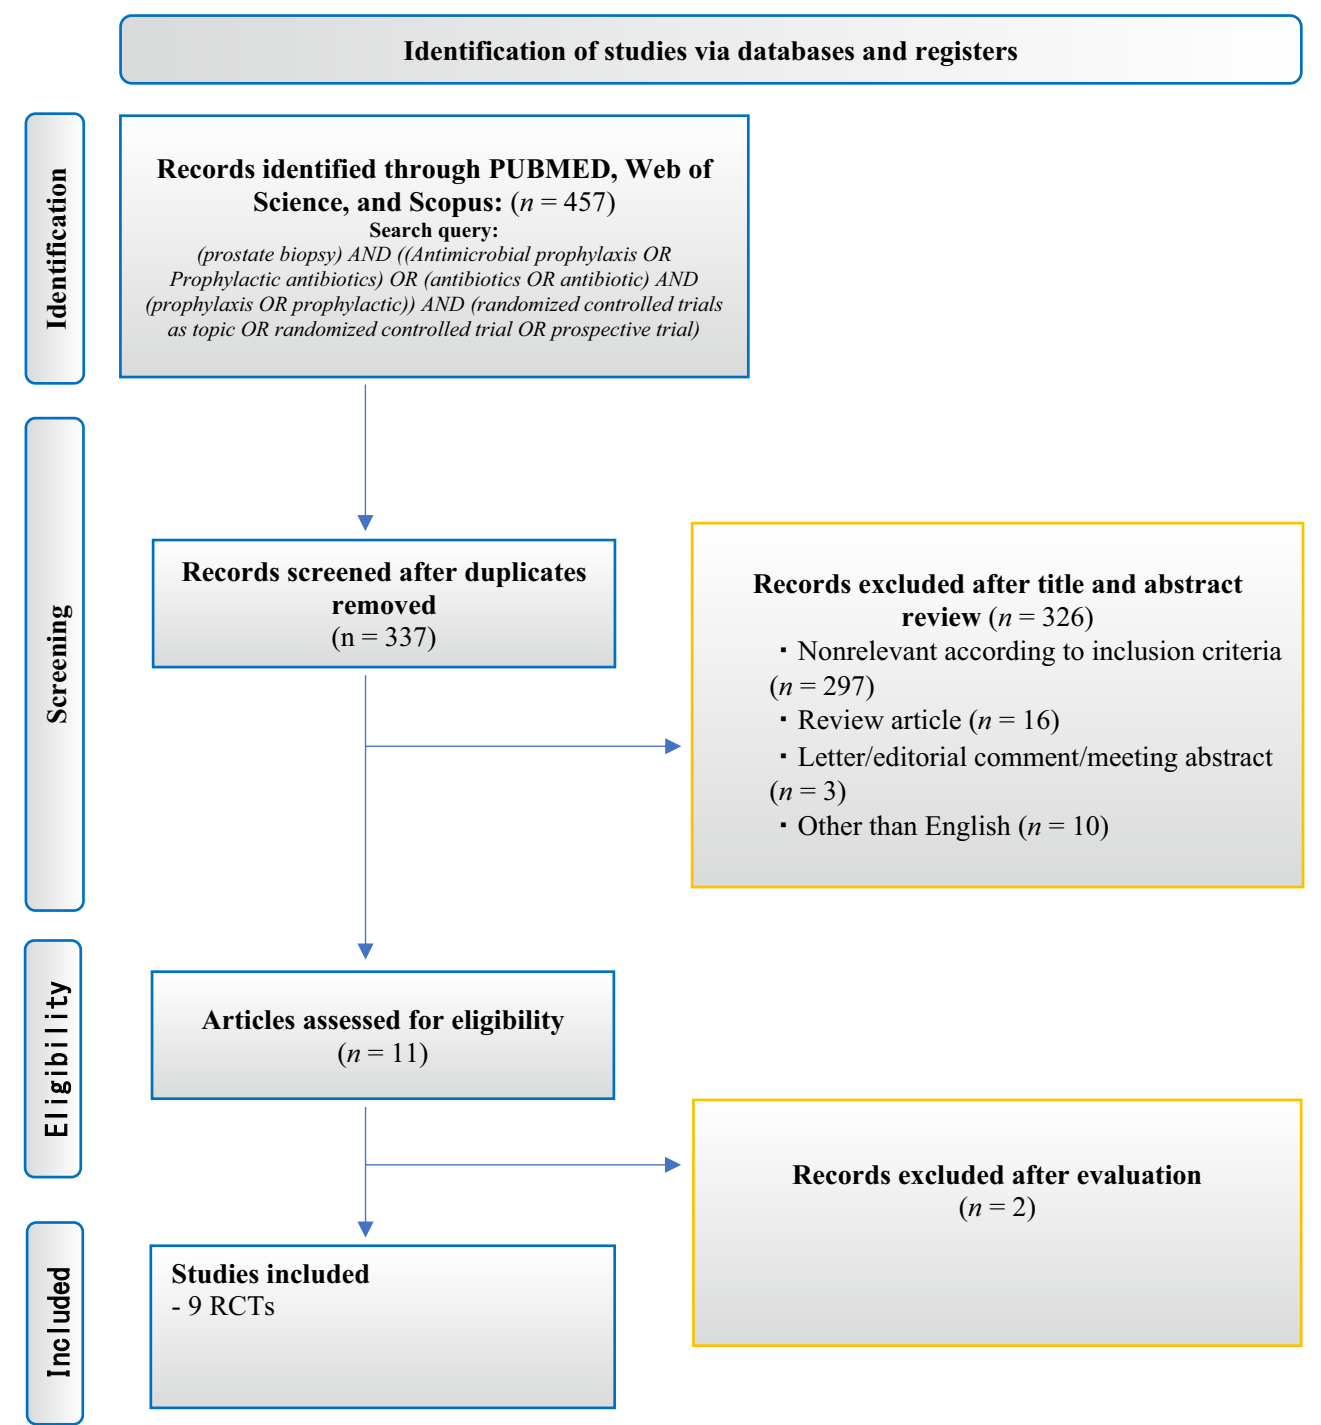 Identification of studies via databases and registers
Identification
Records identified through PUBMED, Web of
Science, and Scopus: (n = 457)
Search query:
(prostate biopsy) AND ((Antimicrobial prophylaxis OR
Prophylactic antibiotics) OR (antibiotics OR antibiotic) AND
(prophylaxis OR prophylactic)) AND (randomized controlled trials
as topic OR randomized controlled trial OR prospective trial)
Screening
Records screened after duplicates
removed
(n = 337)
Records excluded after title and abstract
review (n = 326)
・Nonrelevant according to inclusion criteria
(n = 297)
・Review article (n = 16)
・Letter/editorial comment/meeting abstract
(n = 3)
・Other than English (n = 10)
Eligibility
Articles assessed for eligibility
(n = 11)
Records excluded after evaluation
(n = 2)
Included
Studies included
- 9 RCTs